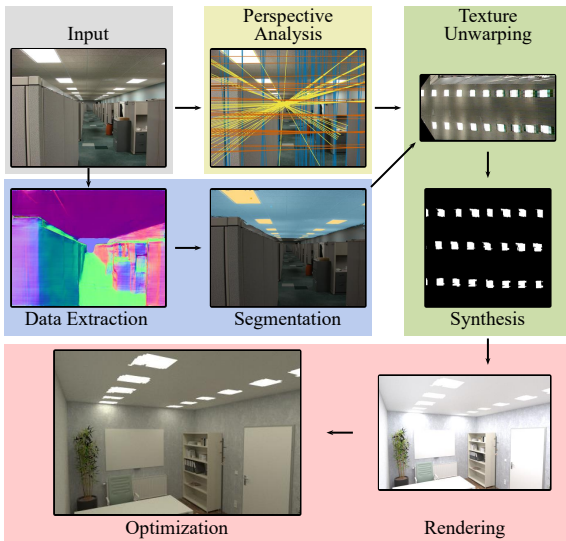 Input
Perspective
Analysis
Texture
Unwarping
Data Extraction
Segmentation
Synthesis
Optimization
Rendering